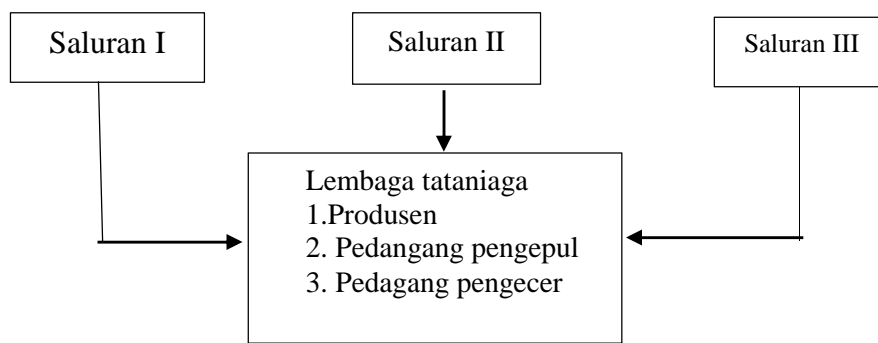 Saluran I
Saluran II
Saluran III
Lembaga tataniaga
1.Produsen
2. Pedangang pengepul
3. Pedagang pengecer